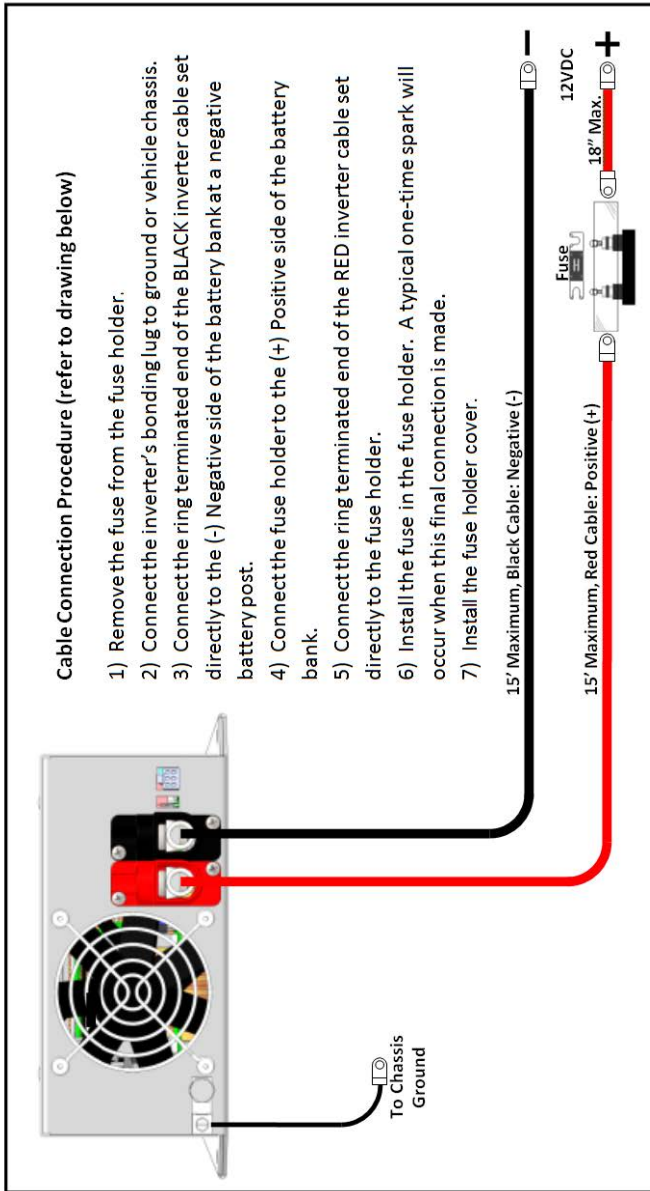 Cable Connection Procedure (refer to drawing below)
1) Remove the fuse from the fuse holder.
2) Connect the inverter's bonding lug to ground or vehicle chassis.
3) Connect the ring terminated end of the BLACK inverter cable set
directly to the (-) Negative side of the battery bank at a negative
battery post.
4) Connect the fuse holder to the (+) Positive side of the battery
bank.
5) Connect the ring terminated end of the RED inverter cable set
directly to the fuse holder.
6) Install the fuse in the fuse holder. A typical one-time spark will
occur when this final connection is made.
7) Install the fuse holder cover.
15' Maximum, Black Cable: Negative (-)
−
12VDC
+
18" Max.
Fuse
15' Maximum, Red Cable: Positive (+)
To Chassis
Ground